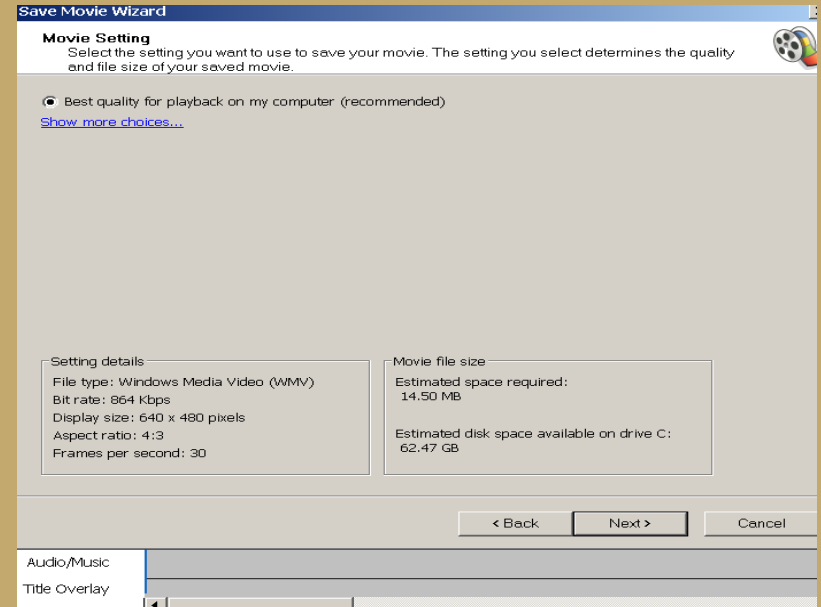 Save Movie Wizard
Movie Setting
Select the setting you want to use to save your movie. The setting you select determines the quality
and file size of your saved movie.
Best quality for playback on my computer (recommended)
Show more choices...
Setting details
File type: Windows Media Video (WMV)
Bit rate: 864 Kbps
Display size: 640 x 480 pixels
Aspect ratio: 4:3
Frames per second: 30
Movie file size
Estimated space required:
14.50 MB
Estimated disk space available on drive C:
62.47 GB
< Back
Next >
Cancel
Audio/Music
Title Overlay